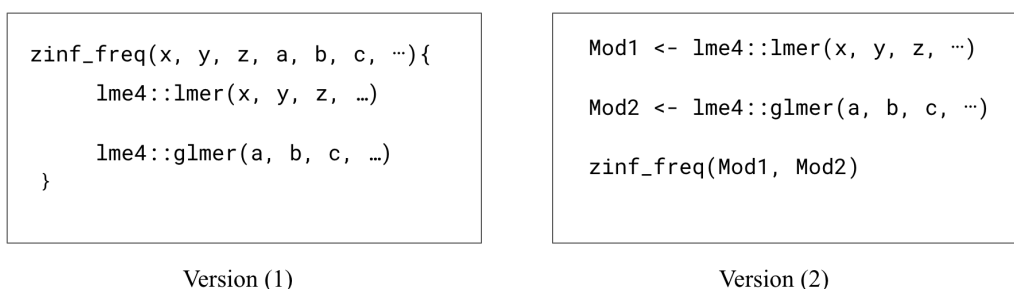 zinf_freq(x, y, z, a, b, c, ⋯){
lme4::lmer(x, y, z, …)
lme4::glmer(a, b, c, …)
}
Version (1)
Mod1 <- lme4::lmer(x, y, z, ⋯)
Mod2 <- lme4::glmer(a, b, c, ⋯)
zinf_freq(Mod1, Mod2)
Version (2)